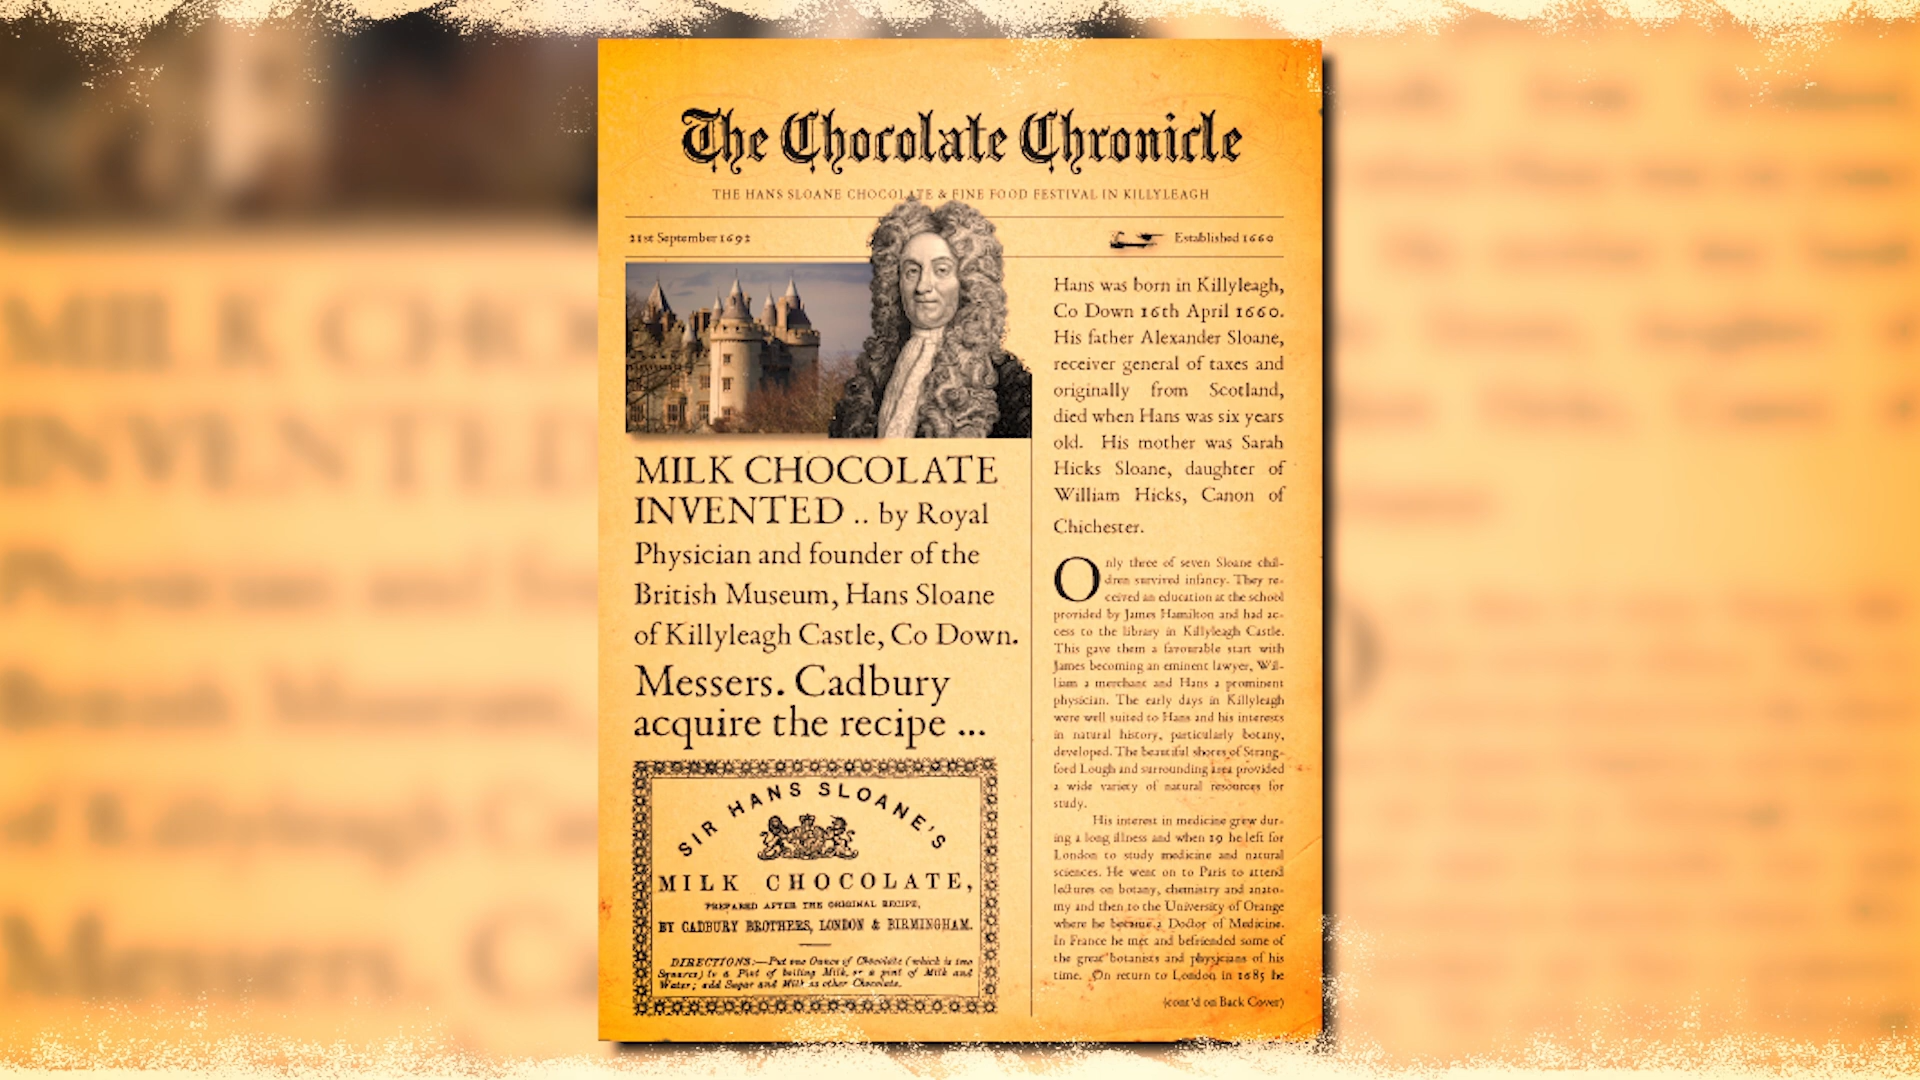 The Chocolate Chronicle
THE HANS SLOANE CHOCOLATE & FINE FOOD FESTIVAL IN KILLYLEAGH
21st September 1692
Established 1660
MILK CHOCOLATE
INVENTED .. by Royal
Physician and founder of the
British Museum, Hans Sloane
of Killyleagh Castle, Co Down.
Messers. Cadbury
acquire the recipe ...
SIR HANS SLOANE'S
MILK CHOCOLATE,
PREPARED AFTER THE ORIGINAL RECIPE,
BY CADBURY BROTHERS, LONDON & BIRMINGHAM.
DIRECTIONS:—Put one Ounce of Chocolate (which is two
Squares) to a Pint of boiling Milk, or a pint of Milk and
Water; add Sugar and Milk as other Chocolate.
Hans was born in Killyleagh,
Co Down 16th April 1660.
His father Alexander Sloane,
receiver general of taxes and
originally from Scotland,
died when Hans was six years
old. His mother was Sarah
Hicks Sloane, daughter of
William Hicks, Canon of
Chichester.
Only three of seven Sloane chil-
dren survived infancy. They re-
ceived an education at the school
provided by James Hamilton and had ac-
cess to the library in Killyleagh Castle.
This gave them a favourable start with
James becoming an eminent lawyer, Wil-
liam a merchant and Hans a prominent
physician. The early days in Killyleagh
were well suited to Hans and his interests
in natural history, particularly botany,
developed. The beautiful shores of Strang-
ford Lough and surrounding area provided
a wide variety of natural resources for
study.
His interest in medicine grew dur-
ing a long illness and when 19 he left for
London to study medicine and natural
sciences. He went on to Paris to attend
lectures on botany, chemistry and anato-
my and then to the University of Orange
where he became a Doctor of Medicine.
In France he met and befriended some of
the great botanists and physicians of his
time. On return to London in 1685 he
(cont'd on Back Cover)